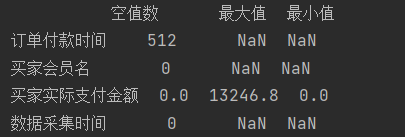 空值数 最大值 最小值
订单付款时间 512 NaN NaN
买家会员名 0 NaN NaN
买家实际支付金额 0.0 13246.8 0.0
数据采集时间 0 NaN NaN